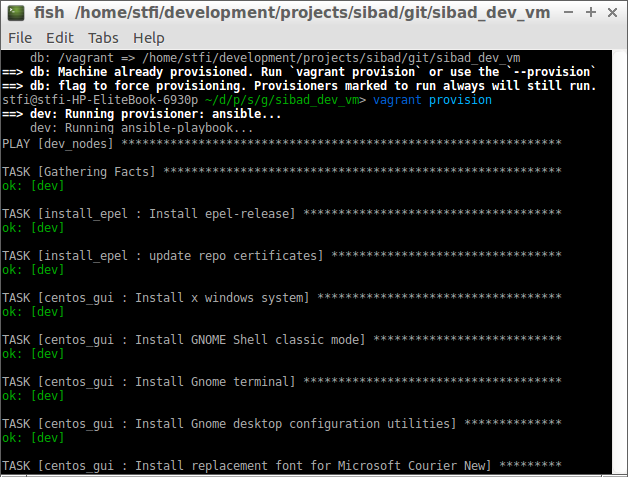 fish /home/stfi/development/projects/sibad/git/sibad_dev_vm
File Edit Tabs Help
db: /vagrant => /home/stfi/development/projects/sibad/git/sibad_dev_vm
==> db: Machine already provisioned. Run `vagrant provision` or use the `--provision`
==> db: flag to force provisioning. Provisioners marked to run always will still run.
stfi@stfi-HP-EliteBook-6930p ~/d/p/s/g/sibad_dev_vm> vagrant provision
==> dev: Running provisioner: ansible...
dev: Running ansible-playbook...
PLAY [dev_nodes] ***************************************************************
TASK [Gathering Facts] *********************************************************
ok: [dev]
TASK [install_epel : Install epel-release] *************************************
ok: [dev]
TASK [install_epel : update repo certificates] *********************************
ok: [dev]
TASK [centos_gui : Install x windows system] ***********************************
ok: [dev]
TASK [centos_gui : Install GNOME Shell classic mode] ***************************
ok: [dev]
TASK [centos_gui : Install Gnome terminal] *************************************
ok: [dev]
TASK [centos_gui : Install Gnome desktop configuration utilities] **************
ok: [dev]
TASK [centos_gui : Install replacement font for Microsoft Courier New] *********